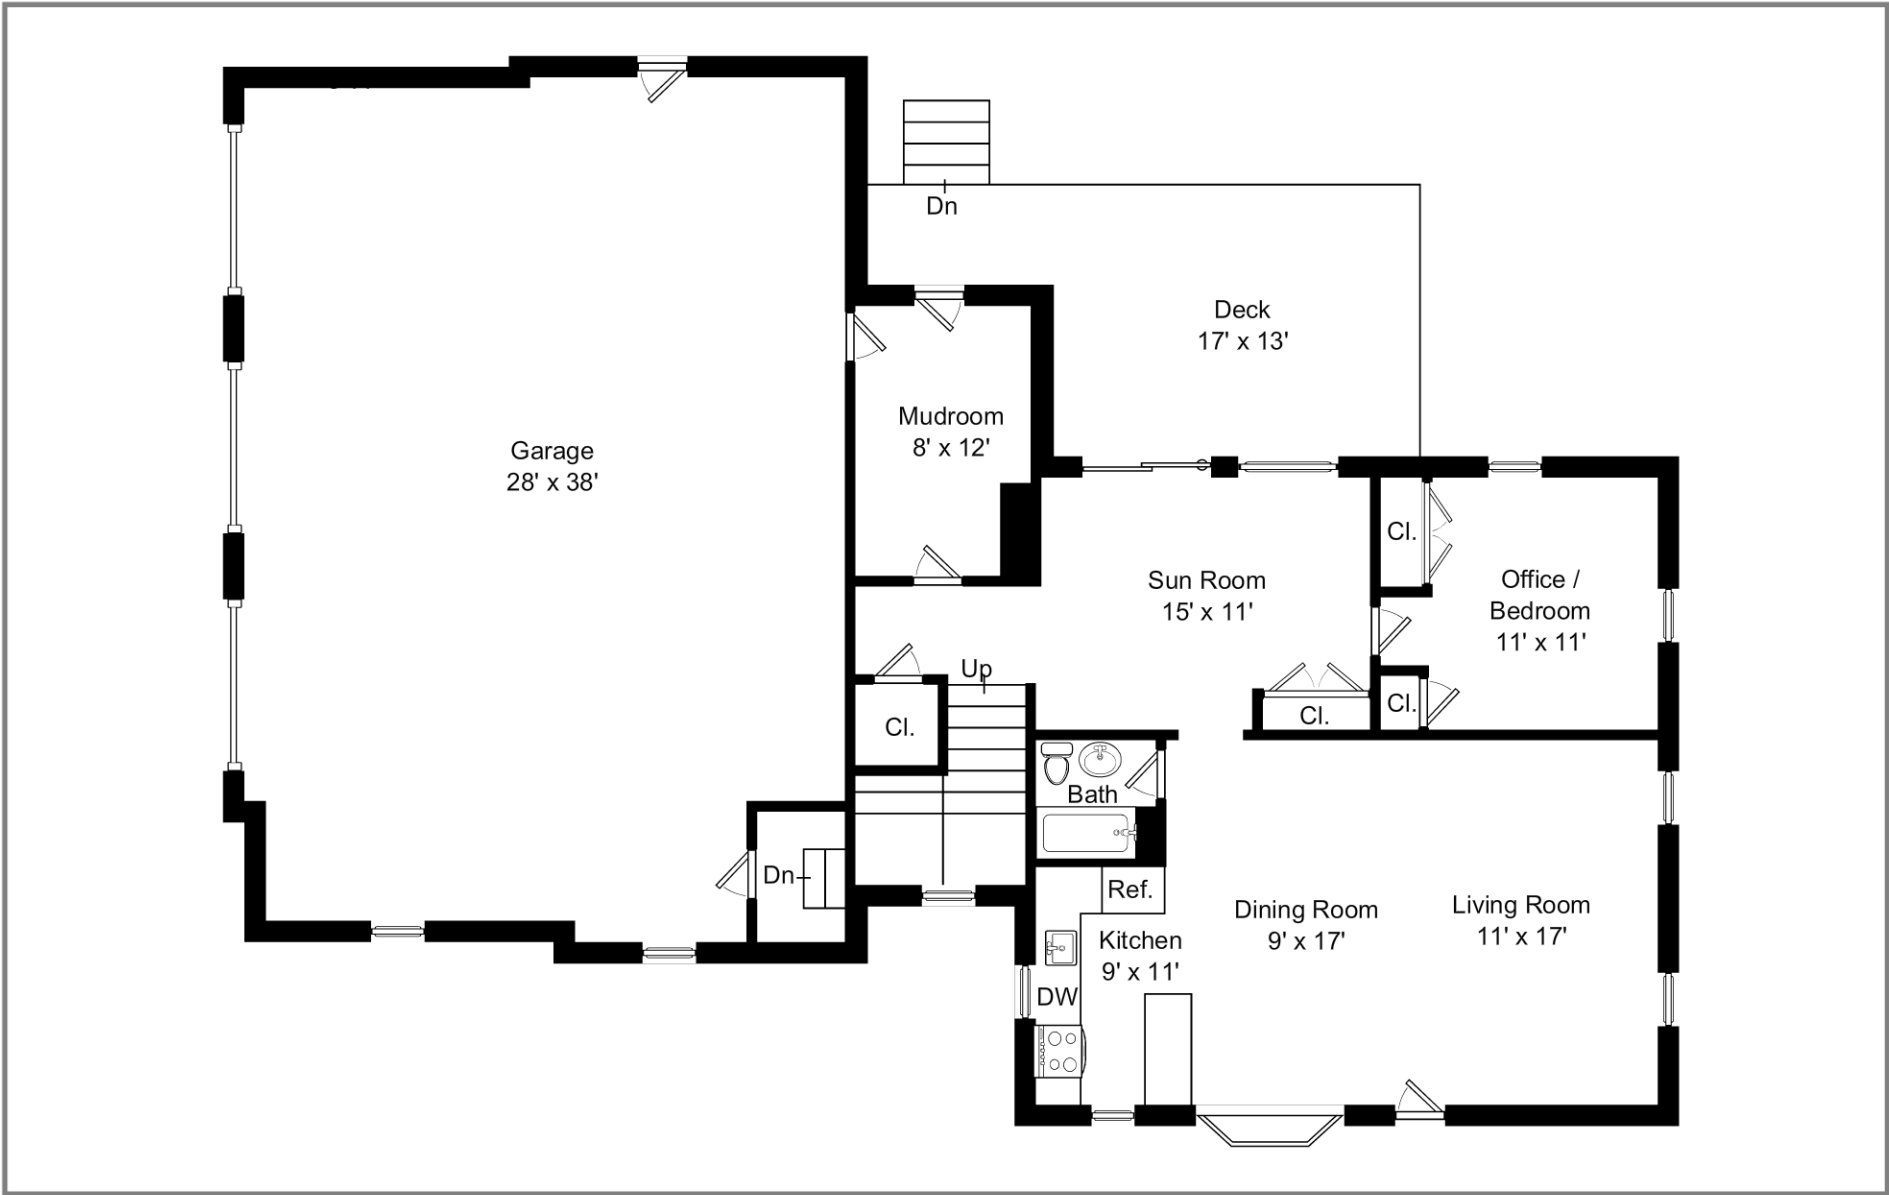 Dn
Deck
17' x 13'
Mudroom
8' x 12'
Garage
28' x 38'
Cl.
Sun Room
15' x 11'
Office /
Bedroom
11' x 11'
Up
Cl.
Cl.
Cl.
Bath
Dn
Ref.
Dining Room
9' x 17'
Living Room
11' x 17'
Kitchen
9' x 11'
DW